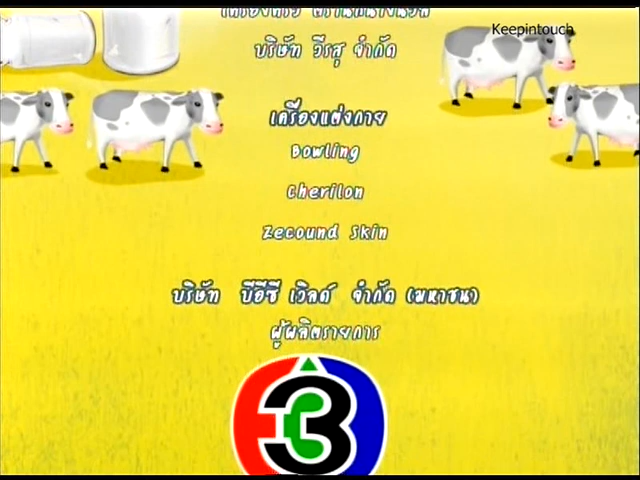 Keepintouch
บริษัท วีรสุ จำกัด
เครื่องแต่งกาย
Bowling
Cherilon
Zecound Skin
บริษัท บีอีซี เวิลด์ จำกัด (มหาชน)
ผู้ผลิตรายการ
3